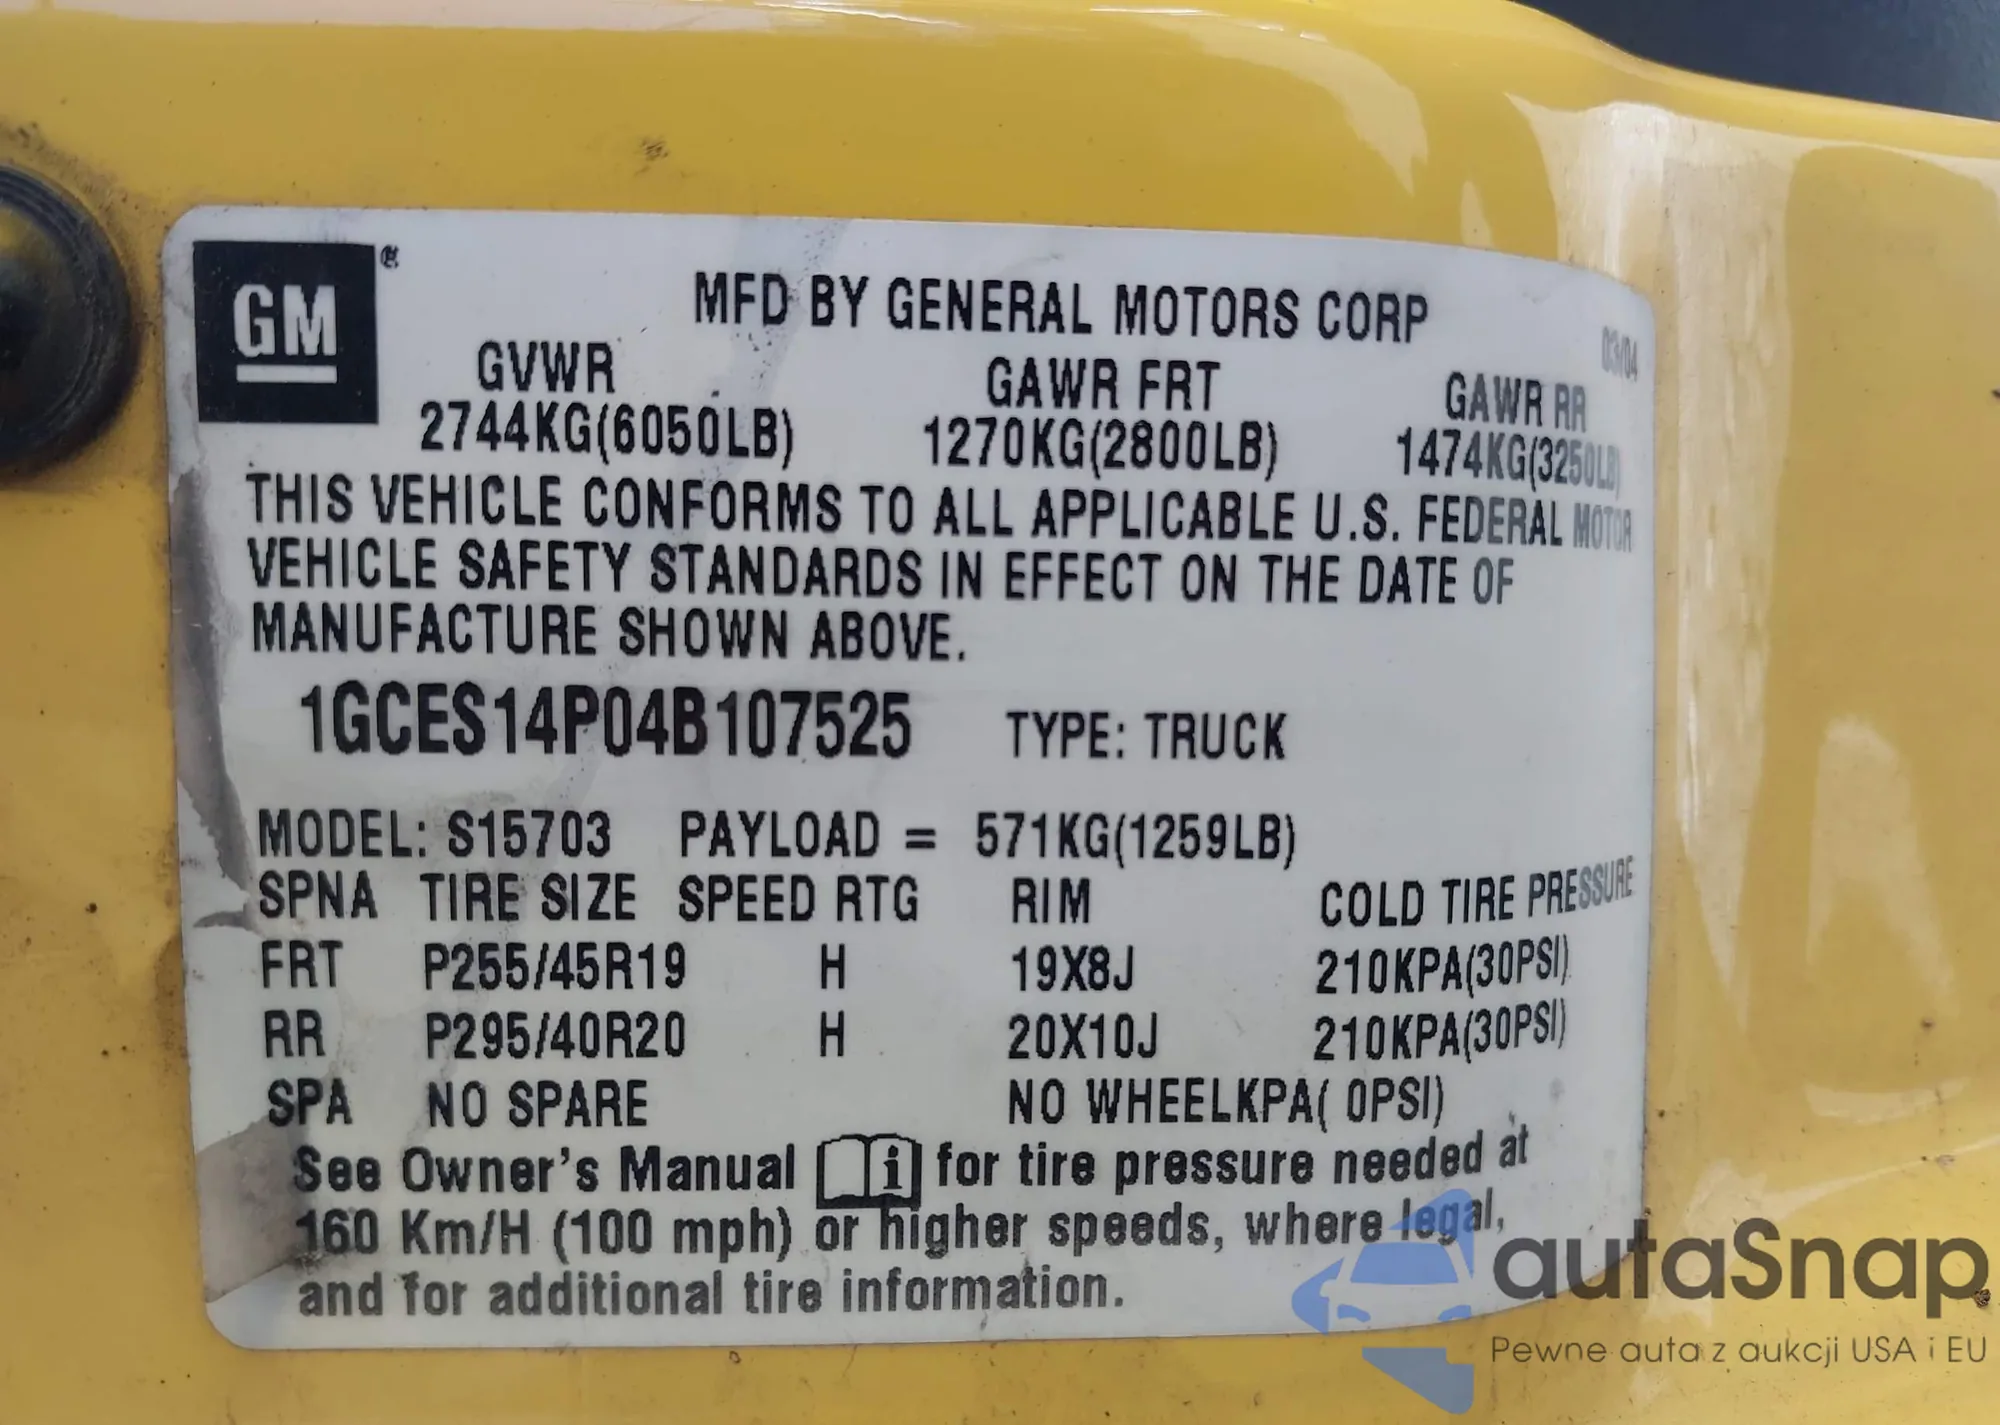 GM
MFD BY GENERAL MOTORS CORP
03/04
GVWR GAWR FRT GAWR RR
2744KG(6050LB) 1270KG(2800LB) 1474KG(3250LB)
THIS VEHICLE CONFORMS TO ALL APPLICABLE U.S. FEDERAL MOTOR
VEHICLE SAFETY STANDARDS IN EFFECT ON THE DATE OF
MANUFACTURE SHOWN ABOVE.
1GCES14P04B107525 TYPE: TRUCK
MODEL: S15703 PAYLOAD = 571KG(1259LB)
SPNA TIRE SIZE SPEED RTG RIM COLD TIRE PRESSURE
FRT P255/45R19 H 19X8J 210KPA(30PSI)
RR P295/40R20 H 20X10J 210KPA(30PSI)
SPA NO SPARE NO WHEELKPA( 0PSI)
See Owner's Manual i for tire pressure needed at
160 Km/H (100 mph) or higher speeds, where legal,
and for additional tire information.
autaSnap
Pewne auta z aukcji USA i EU